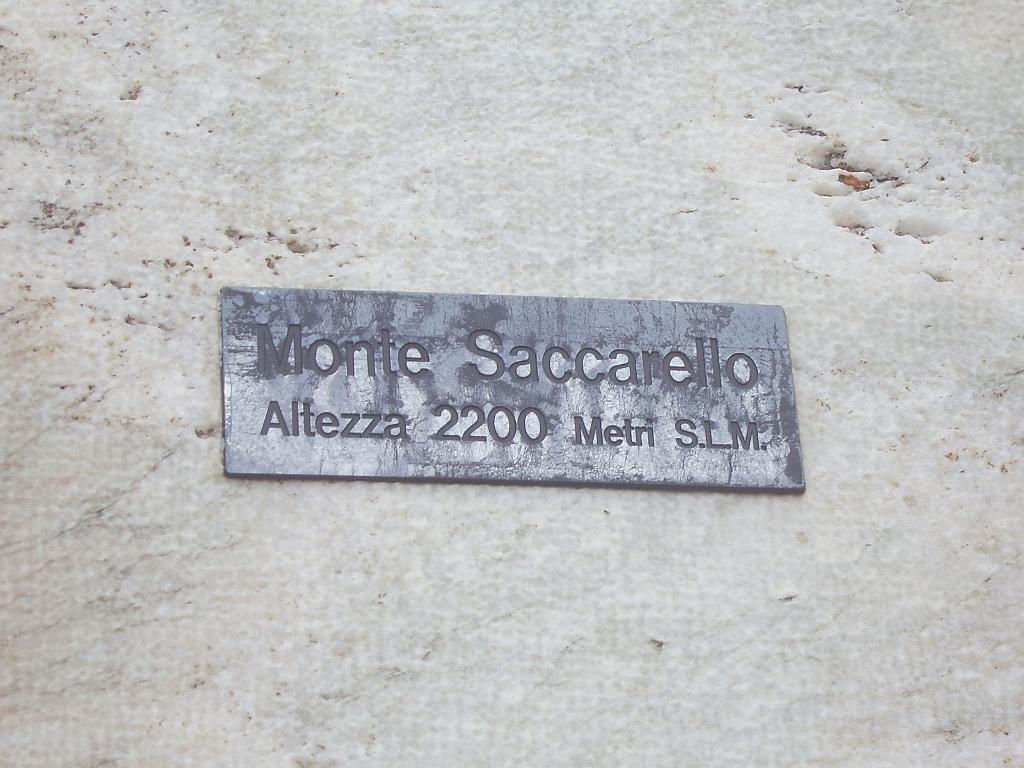 Monte Saccarello
Altezza 2200 Metri S.L.M.